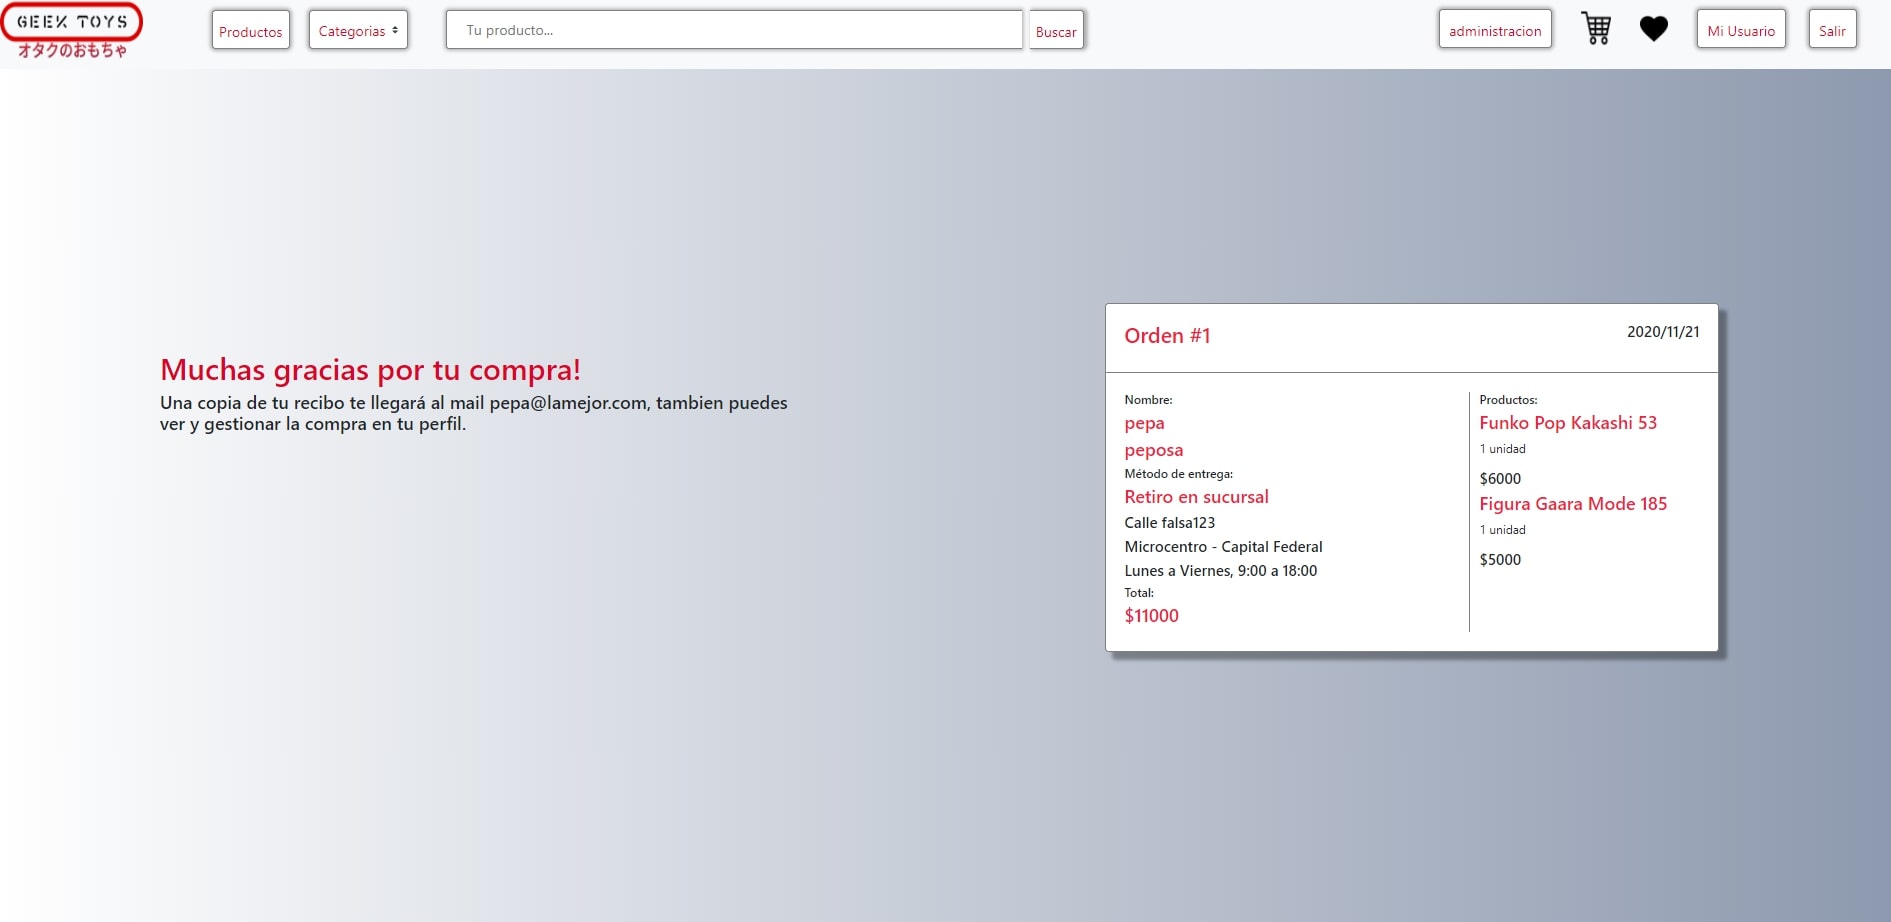 GEEK TOYS
オタクのおもちゃ
Productos
Categorias
Tu producto...
Buscar
administracion
Mi Usuario
Salir
Muchas gracias por tu compra!
Una copia de tu recibo te llegará al mail pepa@lamejor.com, tambien puedes
ver y gestionar la compra en tu perfil.
Orden #1
2020/11/21
Nombre:
pepa
peposa
Método de entrega:
Retiro en sucursal
Calle falsa123
Microcentro - Capital Federal
Lunes a Viernes, 9:00 a 18:00
Total:
$11000
Productos:
Funko Pop Kakashi 53
1 unidad
$6000
Figura Gaara Mode 185
1 unidad
$5000